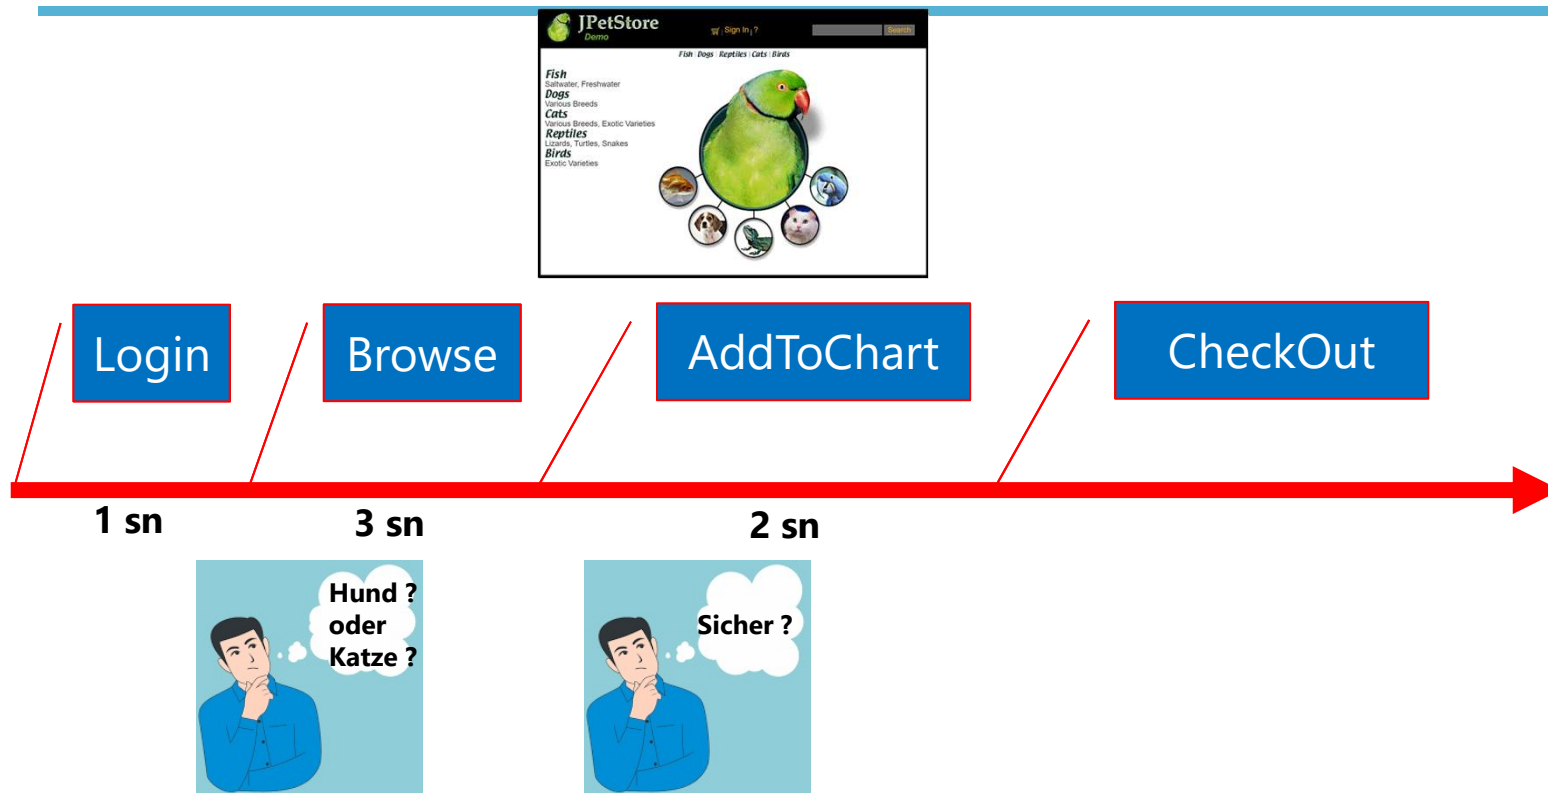 JPetStore
Demo
Sign In | ?
Search
Fish | Dogs | Reptiles | Cats | Birds
Fish
Saltwater, Freshwater
Dogs
Various Breeds
Cats
Various Breeds, Exotic Varieties
Reptiles
Lizards, Turtles, Snakes
Birds
Exotic Varieties
Login
Browse
AddToChart
CheckOut
1 sn
3 sn
2 sn
Hund ?
oder
Katze ?
Sicher ?